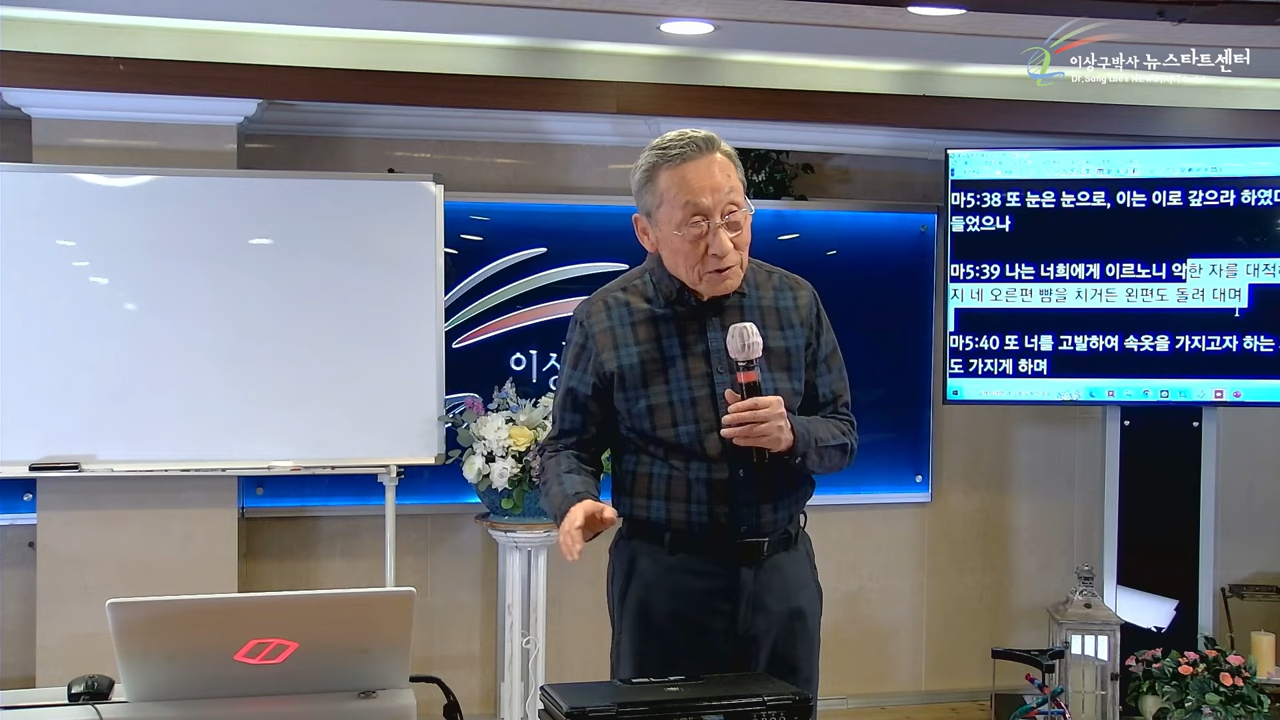 이상구박사 뉴스타트센터
마5:38 또 눈은 눈으로, 이는 이로 갚으라 하였다
들었으나
마5:39 나는 너희에게 이르노니 악한 자를 대적하
지 네 오른편 뺨을 치거든 왼편도 돌려 대며
마5:40 또 너를 고발하여 속옷을 가지고자 하는
도 가지게 하며
이상